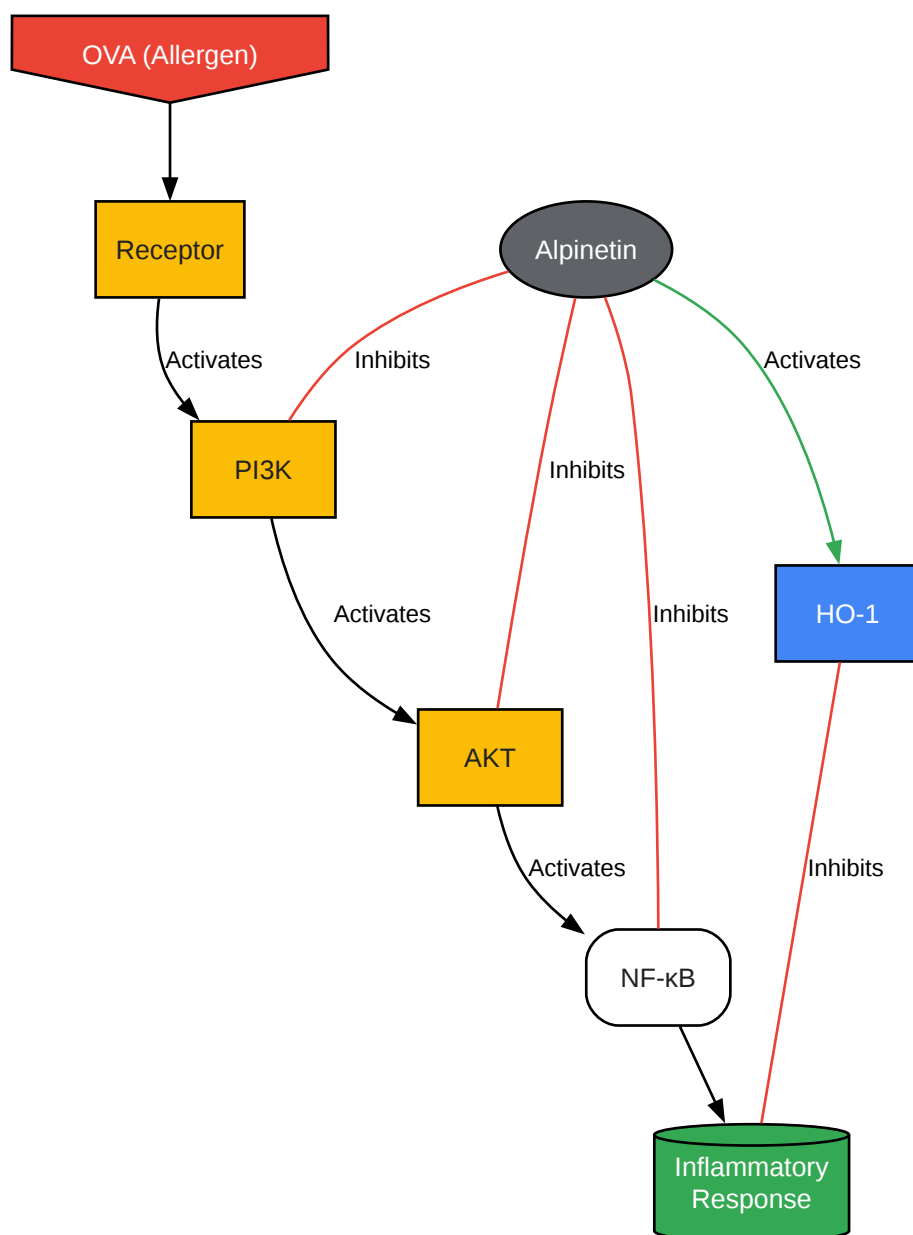 OVA (Allergen)
Receptor
Alpinetin
Activates
Inhibits
Activates
PI3K
Inhibits
Activates
Inhibits
HO-1
AKT
Activates
Inhibits
NF-κB
Inflammatory
Response